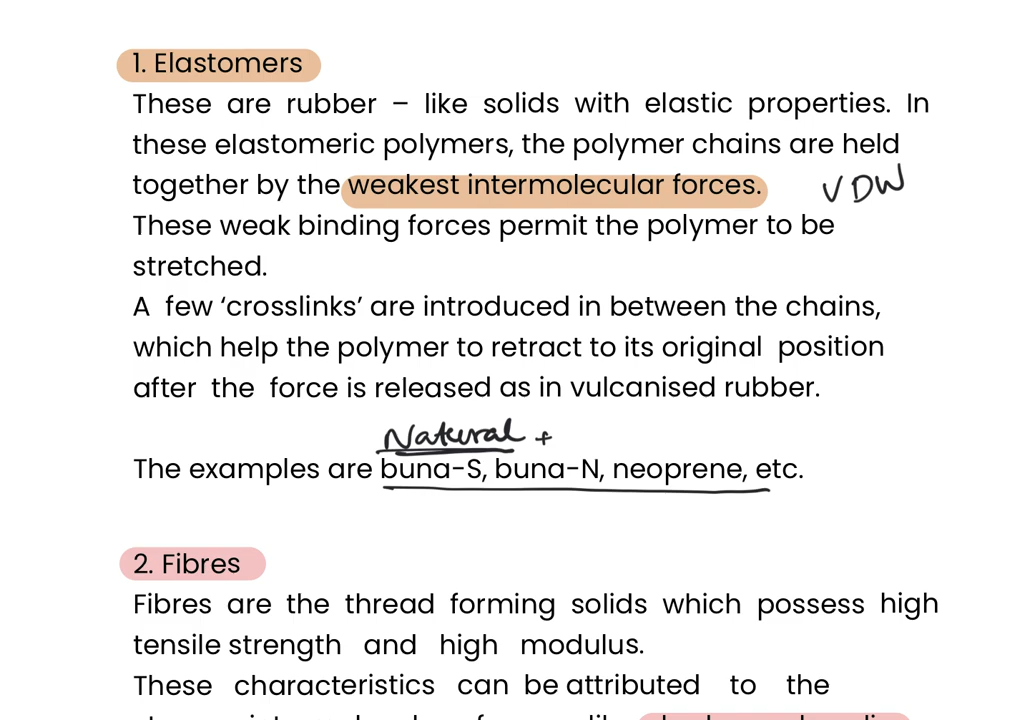 1. Elastomers
These are rubber – like solids with elastic properties. In
these elastomeric polymers, the polymer chains are held
together by the weakest intermolecular forces. VDW
These weak binding forces permit the polymer to be
stretched.
A few ‘crosslinks’ are introduced in between the chains,
which help the polymer to retract to its original position
after the force is released as in vulcanised rubber.
Natural +
The examples are buna-S, buna-N, neoprene, etc.
2. Fibres
Fibres are the thread forming solids which possess high
tensile strength and high modulus.
These characteristics can be attributed to the